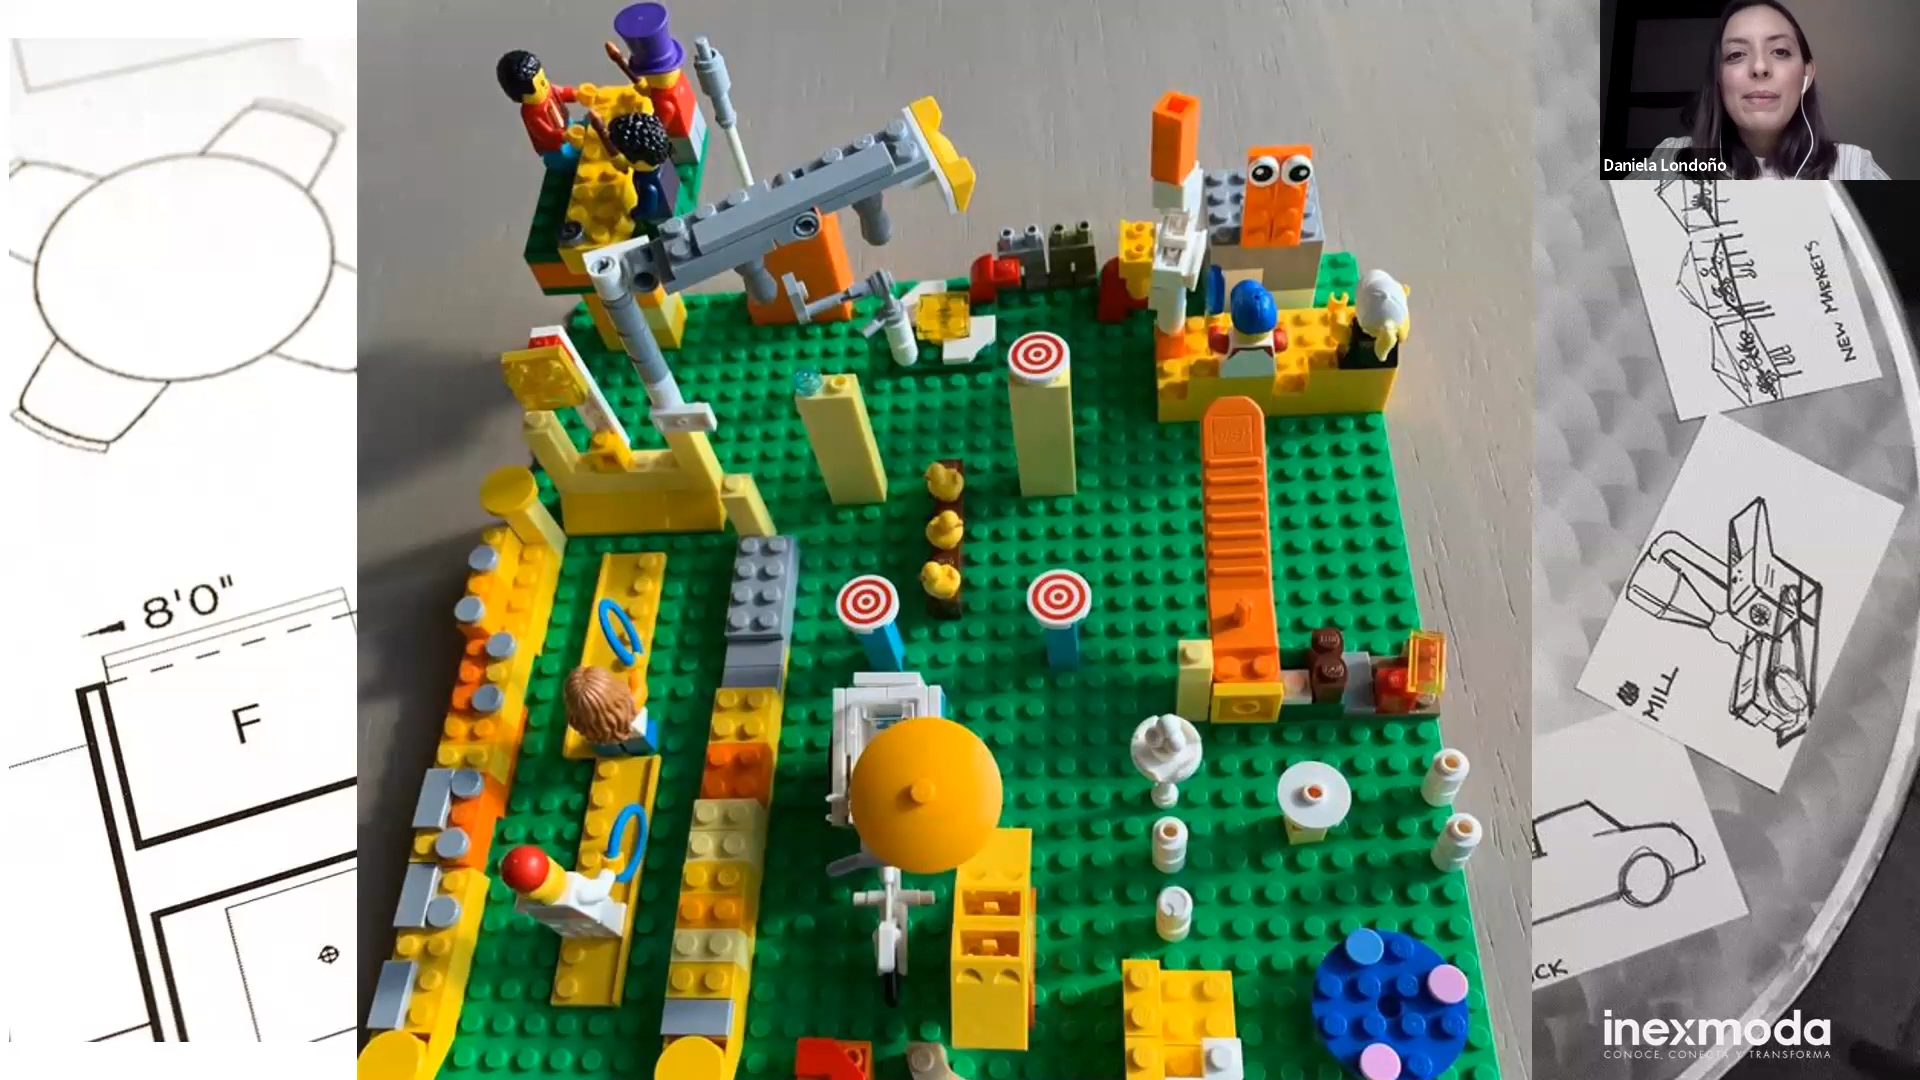 Daniela Londoño
8'0"
F
NEW MARKETS
MILL
CK
inexmoda
CONOCE, CONECTA Y TRANSFORMA